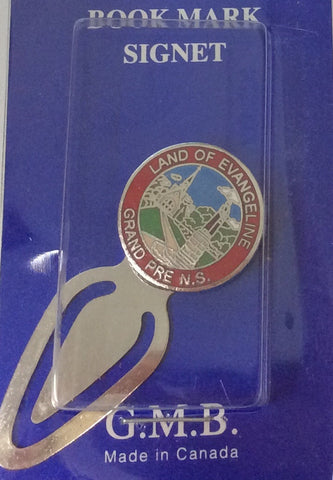 BOOK MARK
SIGNET
LAND OF EVANGELINE
GRAND PRE N.S.
G.M.B.
Made in Canada